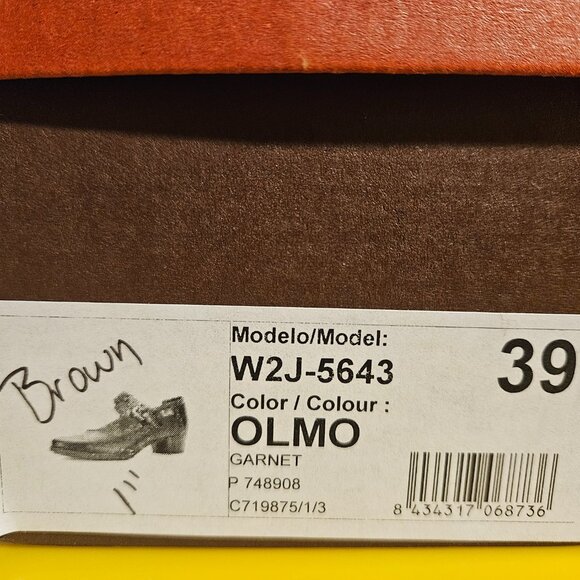 Brown
1"
Modelo/Model:
W2J-5643
39
Color / Colour :
OLMO
GARNET
P 748908
C719875/1/3
8 434317 068736